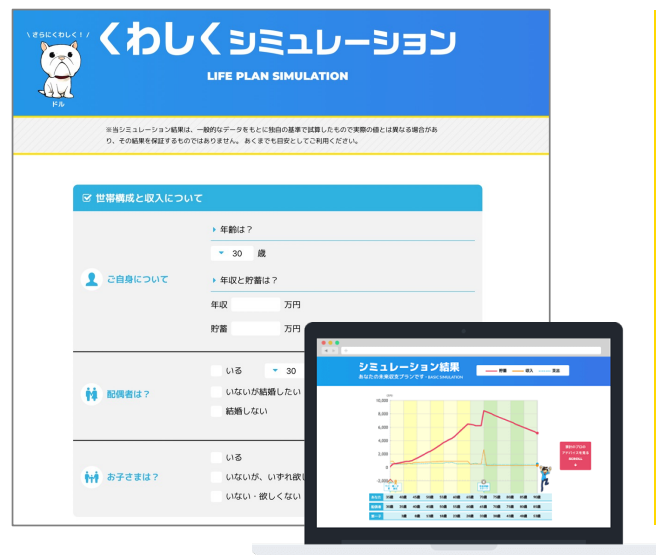 \ さらにくわしく! /
くわしくシミュレーション
LIFE PLAN SIMULATION
ドル
※当シミュレーション結果は、一般的なデータをもとに独自の基準で試算したもので実際の値とは異なる場合があ
り、その結果を保証するものではありません。あくまでも目安としてご利用ください。
世帯構成と収入について
ご自身について
年齢は?
30 歳
年収と貯蓄は?
年収 万円
貯蓄 万円
配偶者は?
いる 30
いないが結婚したい
結婚しない
お子さまは?
いる
いないが、いずれ欲し
いない・欲しくない
シミュレーション結果
あなたの未来収支プランです - BASIC SIMULATION
貯蓄 収入 支出
10,000
8,000
6,000
4,000
2,000
0
-2,000